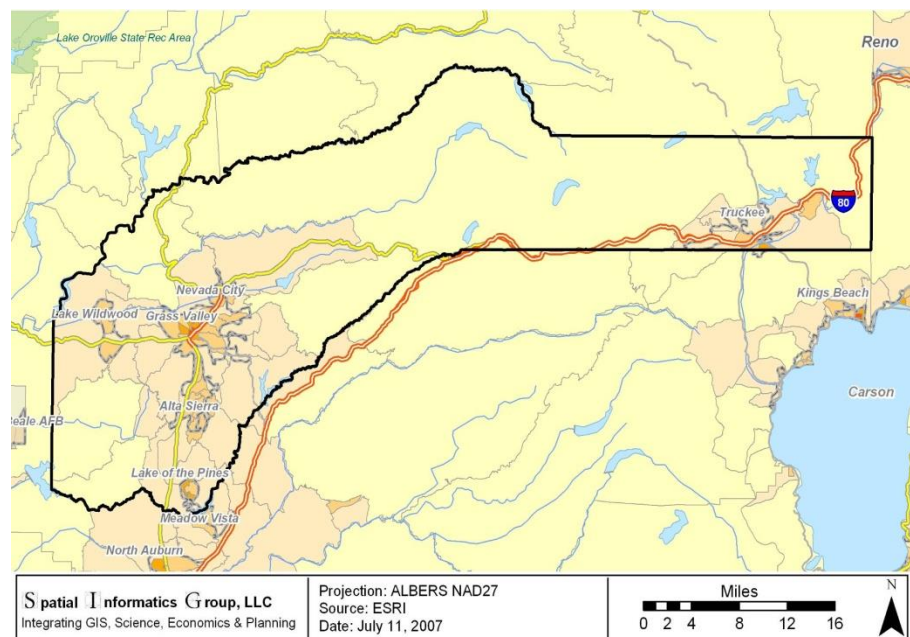 Lake Oroville State Rec Area
Reno
Truckee
80
Nevada City
Lake Wildwood
Grass Valley
Kings Beach
Carson
Alta Sierra
Beale AFB
Lake of the Pines
Meadow Vista
North Auburn
Spatial Informatics Group, LLC
Integrating GIS, Science, Economics & Planning
Projection: ALBERS NAD27
Source: ESRI
Date: July 11, 2007
Miles
0 2 4 8 12 16
N